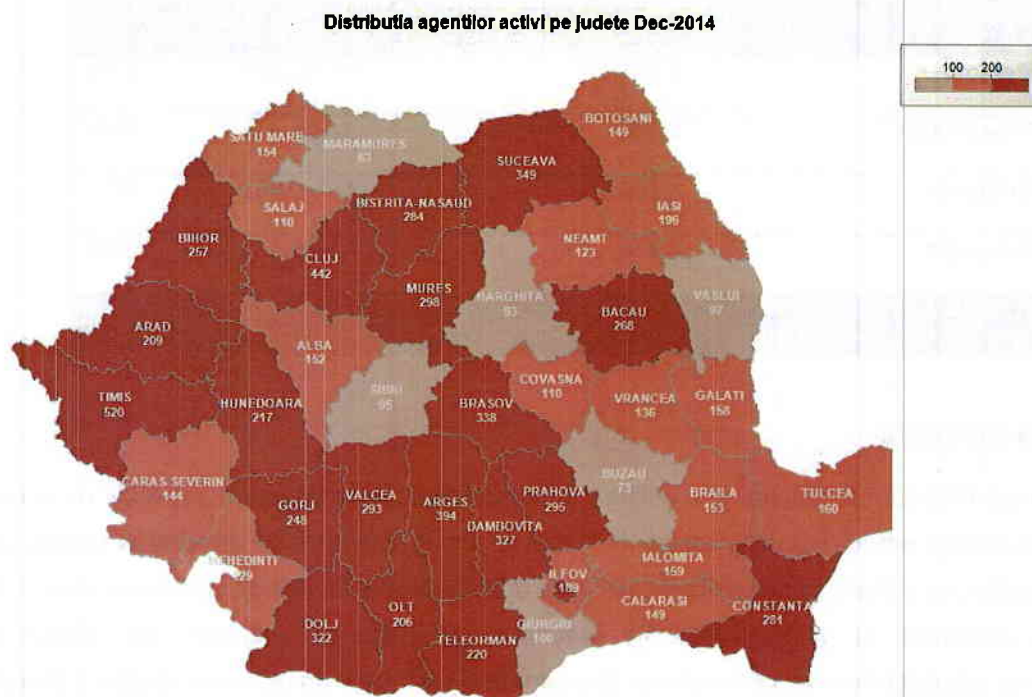 Distributia agentilor activi pe judete Dec-2014
100 200
BOTOSANI
149
SATU MARE
154
MARAMURES
SUCEAVA
349
BISTRITA-NASAUD
284
SALAJ
110
IASI
196
BIHOR
257
NEAMT
123
CLUJ
442
MURES
298
HARGHITA
93
VASLUI
97
BACAU
268
ARAD
209
ALBA
152
COVASNA
110
SIBIU
95
TIMIS
520
HUNEDOARA
217
BRASOV
338
VRANCEA
136
GALATI
158
CARAS SEVERIN
144
BUZAU
73
GORJ
248
VALCEA
293
ARGES
394
PRAHOVA
295
BRAILA
153
TULCEA
160
DAMBOVITA
327
IALOMITA
159
ILFOV
189
CALARASI
149
CONSTANTA
281
DOLJ
322
OLT
206
GIURGIU
100
TELEORMAN
220